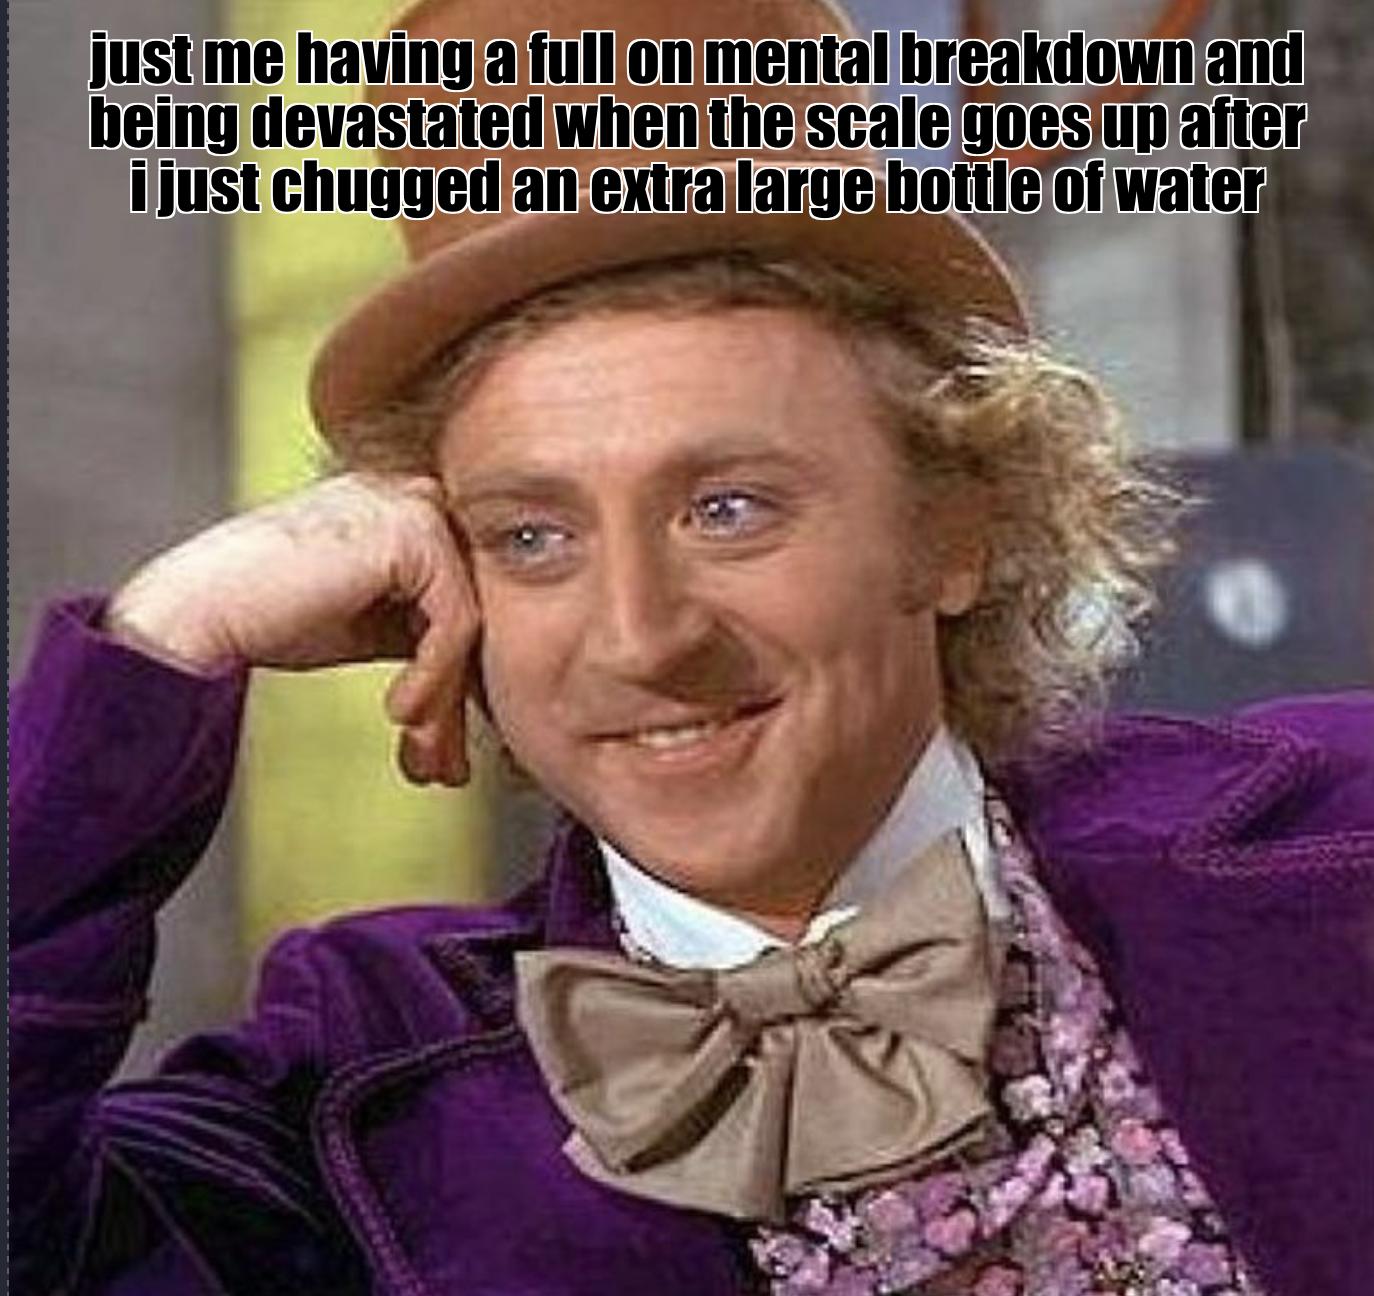 just me having a full on mental breakdown and
being devastated when the scale goes up after
i just chugged an extra large bottle of water